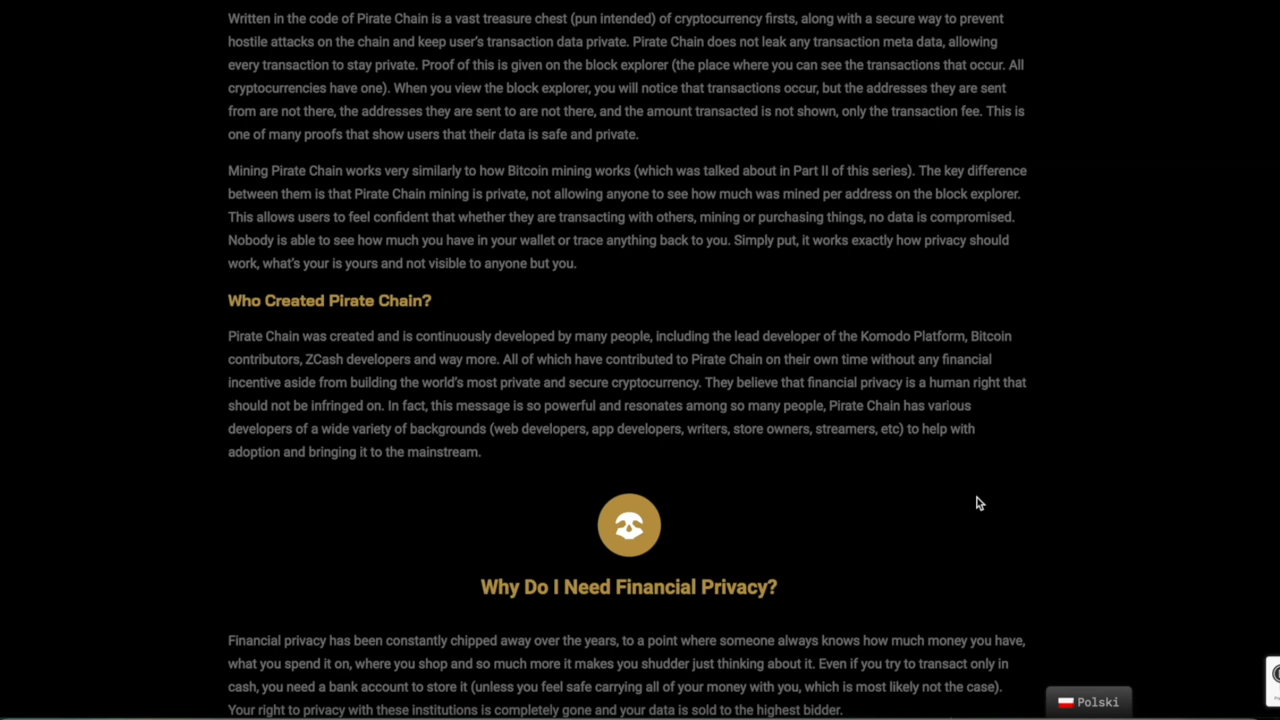 Written in the code of Pirate Chain is a vast treasure chest (pun intended) of cryptocurrency firsts, along with a secure way to prevent
hostile attacks on the chain and keep user's transaction data private. Pirate Chain does not leak any transaction meta data, allowing
every transaction to stay private. Proof of this is given on the block explorer (the place where you can see the transactions that occur. All
cryptocurrencies have one). When you view the block explorer, you will notice that transactions occur, but the addresses they are sent
from are not there, the addresses they are sent to are not there, and the amount transacted is not shown, only the transaction fee. This is
one of many proofs that show users that their data is safe and private.
Mining Pirate Chain works very similarly to how Bitcoin mining works (which was talked about in Part II of this series). The key difference
between them is that Pirate Chain mining is private, not allowing anyone to see how much was mined per address on the block explorer.
This allows users to feel confident that whether they are transacting with others, mining or purchasing things, no data is compromised.
Nobody is able to see how much you have in your wallet or trace anything back to you. Simply put, it works exactly how privacy should
work, what's your is yours and not visible to anyone but you.
Who Created Pirate Chain?
Pirate Chain was created and is continuously developed by many people, including the lead developer of the Komodo Platform, Bitcoin
contributors, ZCash developers and way more. All of which have contributed to Pirate Chain on their own time without any financial
incentive aside from building the world's most private and secure cryptocurrency. They believe that financial privacy is a human right that
should not be infringed on. In fact, this message is so powerful and resonates among so many people, Pirate Chain has various
developers of a wide variety of backgrounds (web developers, app developers, writers, store owners, streamers, etc) to help with
adoption and bringing it to the mainstream.
Why Do I Need Financial Privacy?
Financial privacy has been constantly chipped away over the years, to a point where someone always knows how much money you have,
what you spend it on, where you shop and so much more it makes you shudder just thinking about it. Even if you try to transact only in
cash, you need a bank account to store it (unless you feel safe carrying all of your money with you, which is most likely not the case).
Your right to privacy with these institutions is completely gone and your data is sold to the highest bidder.
Polski